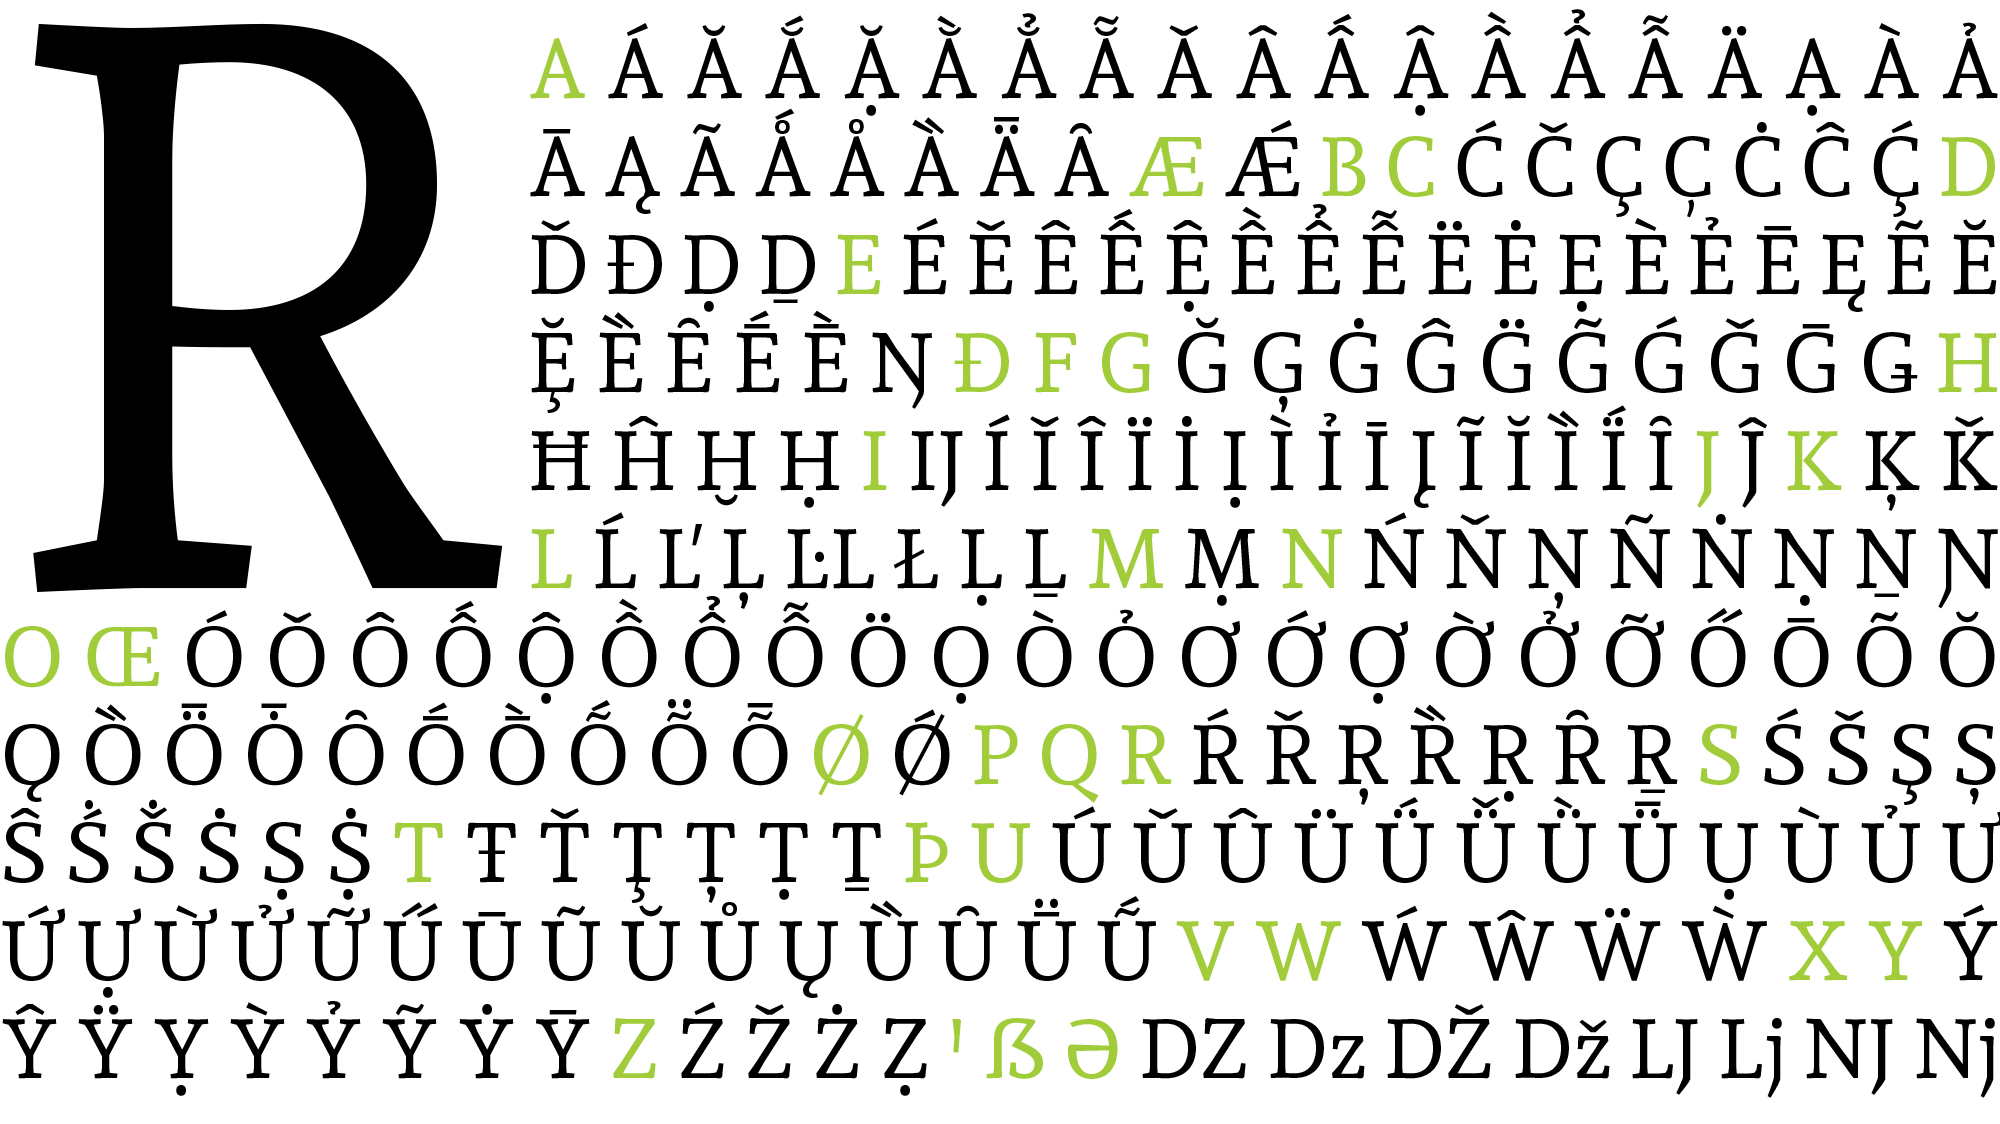 R
A Á Ă Ắ Ặ Ằ Ẳ Ẵ Ǎ Â Ấ Ậ Ầ Ẩ Ẫ Ä Ạ À Ả
Ā Ą Ã Ǻ Å Ȁ Ǟ Ȃ Æ Ǽ B C Ć Č Ç Ģ Ċ Ĉ Ḉ D
Ď Đ Ḍ Ḏ E É Ě Ê Ế Ệ Ề Ể Ễ Ë Ė Ẹ È Ẻ Ē Ę Ẽ Ĕ
Ḝ Ȅ Ȇ Ḗ Ḕ Ŋ Ð F G Ğ Ģ Ġ Ĝ G̈ G̃ Ǵ Ǧ Ḡ Ǥ H
Ħ Ĥ Ḫ Ḥ I IJ Í Ǐ Î Ï İ Ị Ì Ỉ Ī Į Ĩ Ĭ Ȉ Ḯ Ȋ J Ĵ K Ķ Ǩ
L Ĺ Ľ Ļ Ŀ L Ł Ḷ Ḻ M Ṃ N Ń Ň Ņ Ñ Ṅ Ṇ Ṉ Ɲ
O Œ Ó Ǒ Ô Ố Ộ Ồ Ổ Ỗ Ö Ọ Ò Ỏ Ơ Ớ Ợ Ờ Ở Ỡ Ő Ō Õ Ŏ
Ǫ Ȍ Ȫ Ȱ Ȏ Ṓ Ṑ Ṍ Ṏ Ȭ Ø Ǿ P Q R Ŕ Ř Ŗ Ȑ Ṛ Ȓ Ṟ S Ś Š Ş Ș
Ŝ Ṥ Ṧ Ṡ Ṣ Ṩ T Ŧ Ť Ţ Ț Ṭ Ṯ Þ U Ú Ǔ Û Ü Ǘ Ǚ Ǜ Ǖ Ụ Ù Ủ Ư
Ứ Ự Ừ Ử Ữ Ű Ū Ũ Ŭ Ů Ų Ȕ Ȗ Ṻ Ṹ V W Ẃ Ŵ Ẅ Ẁ X Y Ý
Ŷ Ÿ Ỵ Ỳ Ỷ Ỹ Ẏ Ȳ Z Ź Ž Ż Ẓ ꞌ ẞ Ə DZ Dz DŽ Dž LJ Lj NJ Nj